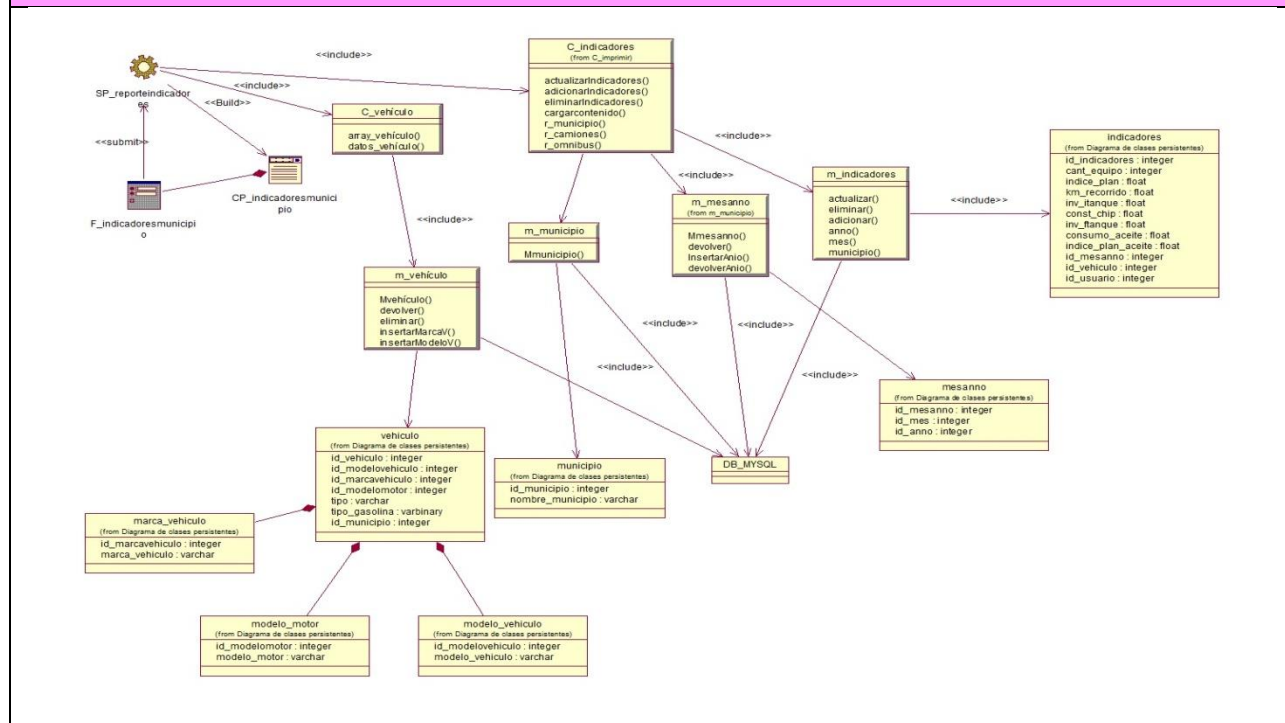 <<include>>
SP_reporteindicador
es
<<include>>
<<Build>>
<<submit>>
F_indicadoresmunicipi
o
CP_indicadoresmunici
pio
C_vehículo
array_vehículo()
datos_vehículo()
C_indicadores
(from C_imprimir)
actualizarIndicadores()
adicionarIndicadores()
eliminarIndicadores()
cargarcontenido()
r_municipio()
r_camiones()
r_omnibus()
<<include>>
<<include>>
<<include>>
m_vehículo
Mvehículo()
devolver()
eliminar()
insertarMarcaV()
insertarModeloV()
m_municipio
Mmunicipio()
m_mesanno
(from m_municipio)
Mmesanno()
devolver()
InsertarAnio()
devolverAnio()
m_indicadores
actualizar()
eliminar()
adicionar()
anno()
mes()
municipio()
<<include>>
indicadores
(from Diagrama de clases persistentes)
id_indicadores : integer
cant_equipo : integer
indice_plan : float
km_recorrido : float
inv_itanque : float
const_chip : float
inv_ftanque : float
consumo_aceite : float
indice_plan_aceite : float
id_mesanno : integer
id_vehiculo : integer
id_usuario : integer
<<include>>
<<include>>
<<include>>
<<include>>
mesanno
(from Diagrama de clases persistentes)
id_mesanno : integer
id_mes : integer
id_anno : integer
DB_MYSQL
vehiculo
(from Diagrama de clases persistentes)
id_vehiculo : integer
id_modelovehiculo : integer
id_marcavehiculo : integer
id_modelomotor : integer
tipo : varchar
tipo_gasolina : varbinary
id_municipio : integer
municipio
(from Diagrama de clases persistentes)
id_municipio : integer
nombre_municipio : varchar
marca_vehiculo
(from Diagrama de clases persistentes)
id_marcavehiculo : integer
marca_vehiculo : varchar
modelo_motor
(from Diagrama de clases persistentes)
id_modelomotor : integer
modelo_motor : varchar
modelo_vehiculo
(from Diagrama de clases persistentes)
id_modelovehiculo : integer
modelo_vehiculo : varchar